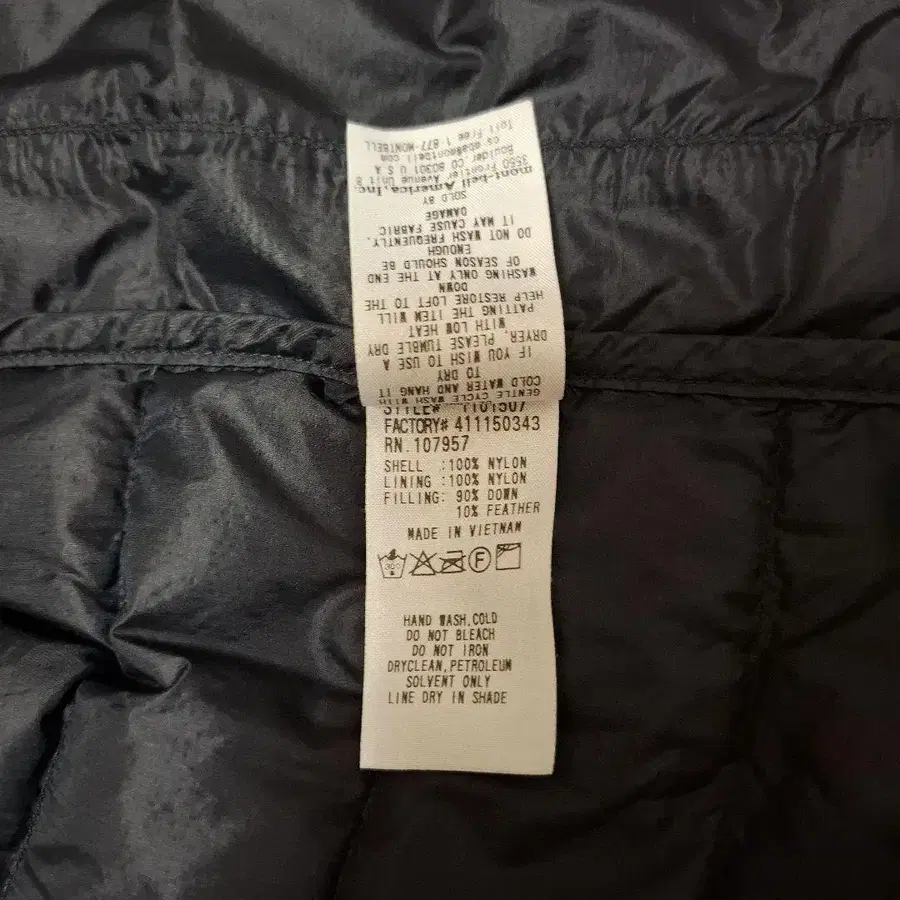 GENTLE CYCLE WASH WITH
COLD WATER AND HANG IT
TO DRY
IF YOU WISH TO USE A
DRYER, PLEASE TUMBLE DRY
WITH LOW HEAT
PATTING THE ITEM WILL
HELP RESTORE LOFT TO THE
DOWN
WASHING ONLY AT THE END
OF SEASON SHOULD BE
ENOUGH
DO NOT WASH FREQUENTLY.
IT MAY CAUSE FABRIC
DAMAGE
SOLD BY
mont-bell America,Inc.
3550 Frontier Avenue Unit B
Boulder,CO 80301 U S A
Toll Free 1-877-MONTBELL
STYLE#
FACTORY# 411150343
RN.107957
SHELL :100% NYLON
LINING :100% NYLON
FILLING: 90% DOWN
10% FEATHER
MADE IN VIETNAM
30° F
HAND WASH,COLD
DO NOT BLEACH
DO NOT IRON
DRYCLEAN,PETROLEUM
SOLVENT ONLY
LINE DRY IN SHADE